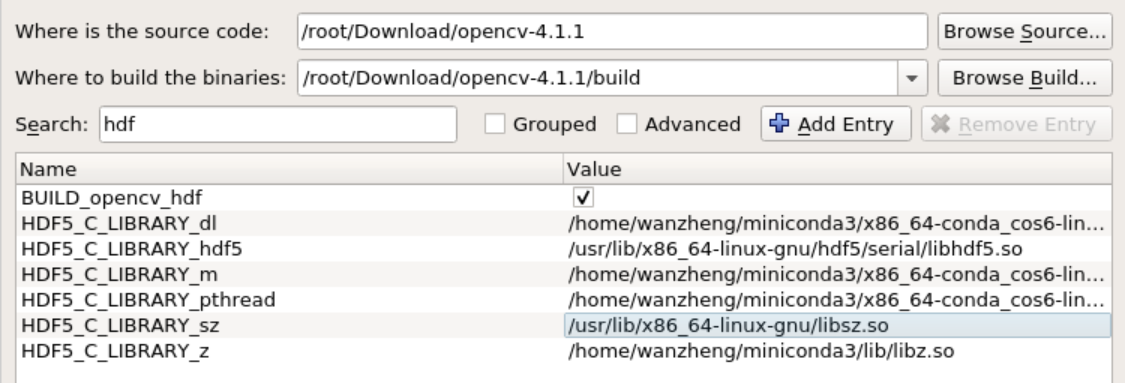 Where is the source code: /root/Download/opencv-4.1.1 Browse Source...
Where to build the binaries: /root/Download/opencv-4.1.1/build Browse Build...
Search: hdf Grouped Advanced Add Entry Remove Entry
Name Value
BUILD_opencv_hdf
HDF5_C_LIBRARY_dl /home/wanzheng/miniconda3/x86_64-conda_cos6-lin...
HDF5_C_LIBRARY_hdf5 /usr/lib/x86_64-linux-gnu/hdf5/serial/libhdf5.so
HDF5_C_LIBRARY_m /home/wanzheng/miniconda3/x86_64-conda_cos6-lin...
HDF5_C_LIBRARY_pthread /home/wanzheng/miniconda3/x86_64-conda_cos6-lin...
HDF5_C_LIBRARY_sz /usr/lib/x86_64-linux-gnu/libsz.so
HDF5_C_LIBRARY_z /home/wanzheng/miniconda3/lib/libz.so